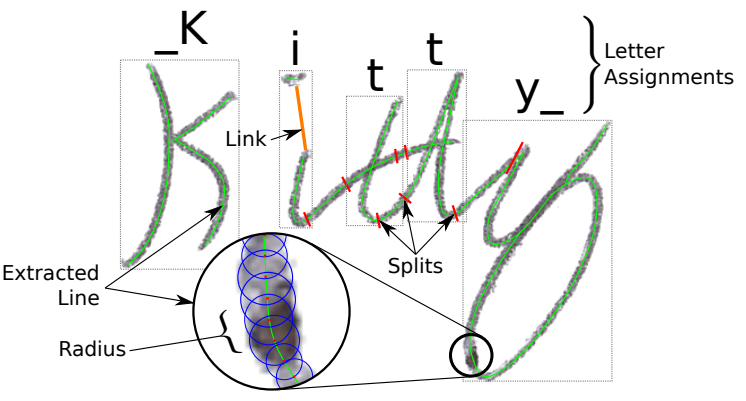 _K i t t y_
Letter
Assignments
Link
Kitty
Extracted
Line
Splits
Radius